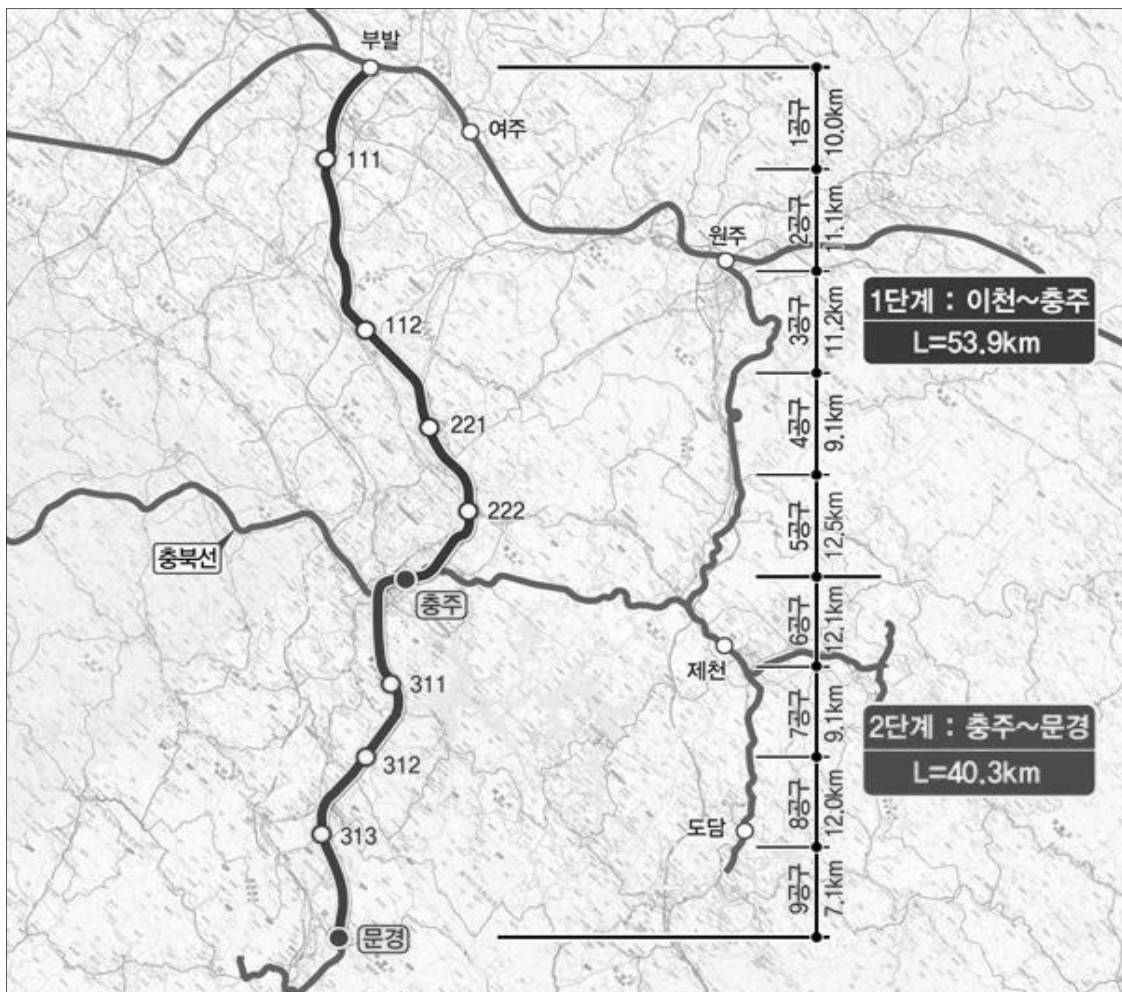 부발
여주
111
원주
112
221
222
충북선
충주
311
제천
312
313
도담
문경
1공구
10.0km
2공구
11.1km
3공구
11.2km
4공구
9.1km
5공구
12.5km
6공구
12.1km
7공구
9.1km
8공구
12.0km
9공구
7.1km
1단계 : 이천~충주
L=53.9km
2단계 : 충주~문경
L=40.3km